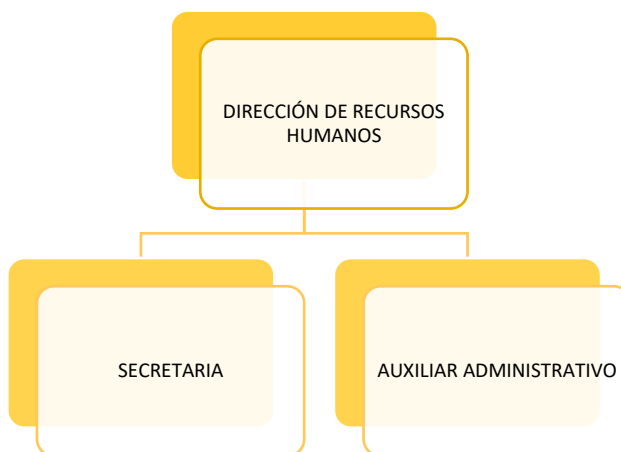 DIRECCIÓN DE RECURSOS
HUMANOS
SECRETARIA
AUXILIAR ADMINISTRATIVO